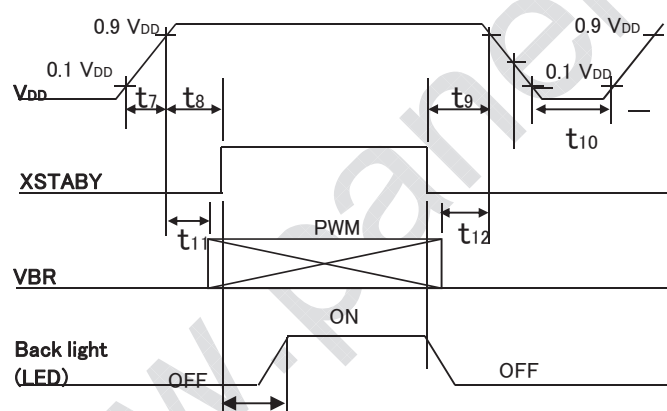 0.9 VDD
0.9 VDD
0.1 VDD
0.1 VDD
VDD
t7
t8
t9
t10
XSTABY
t11
PWM
t12
VBR
ON
Back light
(LED)
OFF
OFF